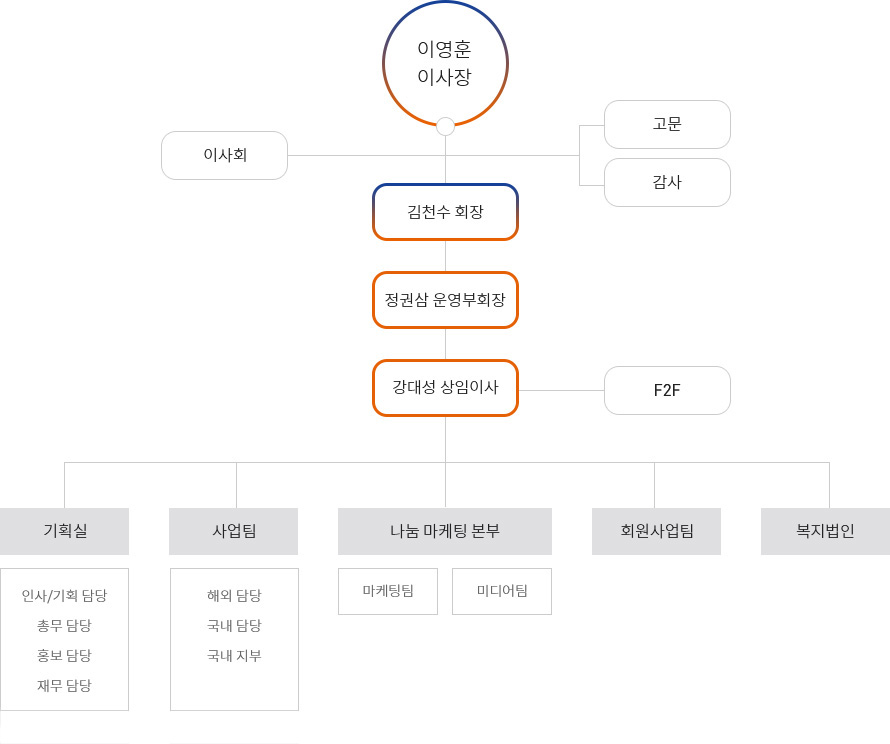 이영훈
이사장
고문
이사회
감사
김천수 회장
정권삼 운영부회장
강대성 상임이사
F2F
기획실
사업팀
나눔 마케팅 본부
회원사업팀
복지법인
인사/기획 담당
총무 담당
홍보 담당
재무 담당
해외 담당
국내 담당
국내 지부
마케팅팀
미디어팀